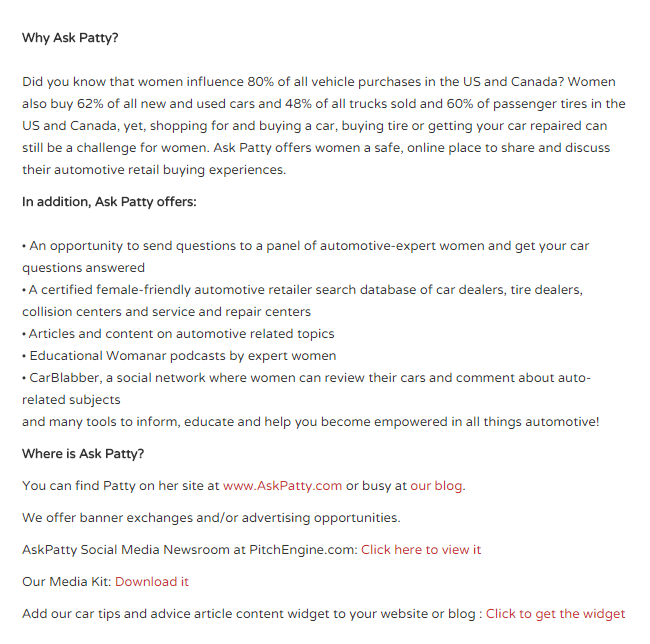 Why Ask Patty?
Did you know that women influence 80% of all vehicle purchases in the US and Canada? Women
also buy 62% of all new and used cars and 48% of all trucks sold and 60% of passenger tires in the
US and Canada, yet, shopping for and buying a car, buying tire or getting your car repaired can
still be a challenge for women. Ask Patty offers women a safe, online place to share and discuss
their automotive retail buying experiences.
In addition, Ask Patty offers:
• An opportunity to send questions to a panel of automotive-expert women and get your car
questions answered
• A certified female-friendly automotive retailer search database of car dealers, tire dealers,
collision centers and service and repair centers
• Articles and content on automotive related topics
• Educational Womanar podcasts by expert women
• CarBlabber, a social network where women can review their cars and comment about auto-
related subjects
and many tools to inform, educate and help you become empowered in all things automotive!
Where is Ask Patty?
You can find Patty on her site at www.AskPatty.com or busy at our blog.
We offer banner exchanges and/or advertising opportunities.
AskPatty Social Media Newsroom at PitchEngine.com: Click here to view it
Our Media Kit: Download it
Add our car tips and advice article content widget to your website or blog : Click to get the widget